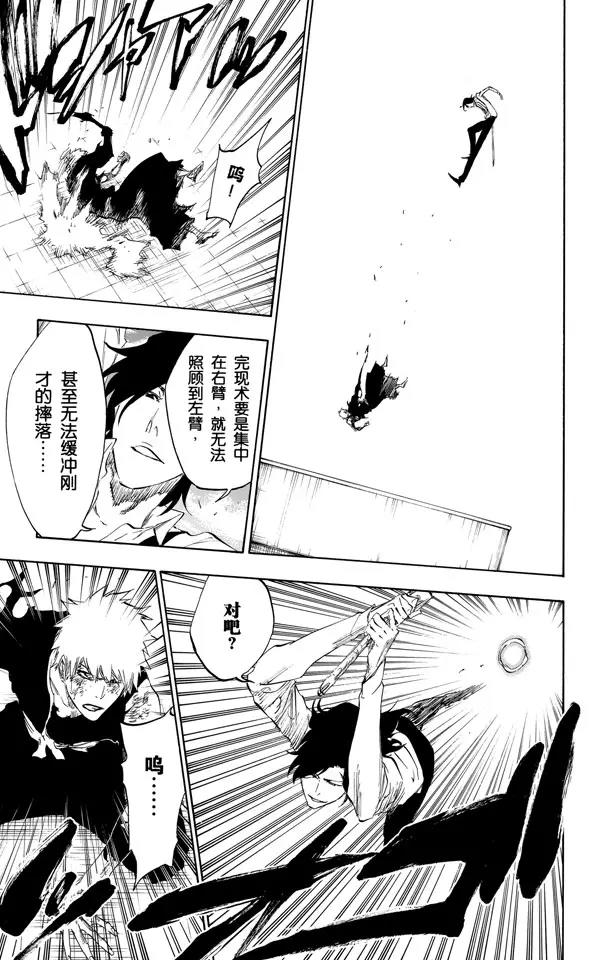 呜！
完现术要是集中
在右臂，就无法
照顾到左臂，
甚至无法缓冲刚
才的摔落……
对吧？
呜……